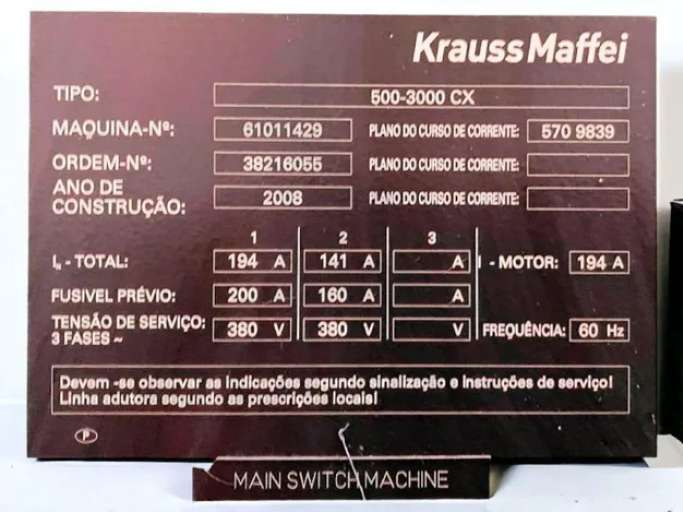 Krauss Maffei
TIPO: 500-3000 CX
MAQUINA-Nº: 61011429 PLANO DO CURSO DE CORRENTE: 570 9839
ORDEM-Nº: 38216055 PLANO DO CURSO DE CORRENTE:
ANO DE
CONSTRUÇÃO: 2008 PLANO DO CURSO DE CORRENTE:
1 2 3
I_N - TOTAL: 194 A 141 A A I - MOTOR: 194 A
FUSIVEL PRÉVIO: 200 A 160 A A
TENSÃO DE SERVIÇO:
3 FASES ~ 380 V 380 V V FREQUÊNCIA: 60 Hz
Devem -se observar as indicações segundo sinalização e instruções de serviço!
Linha adutora segundo as prescrições locais!
P
MAIN SWITCH MACHINE